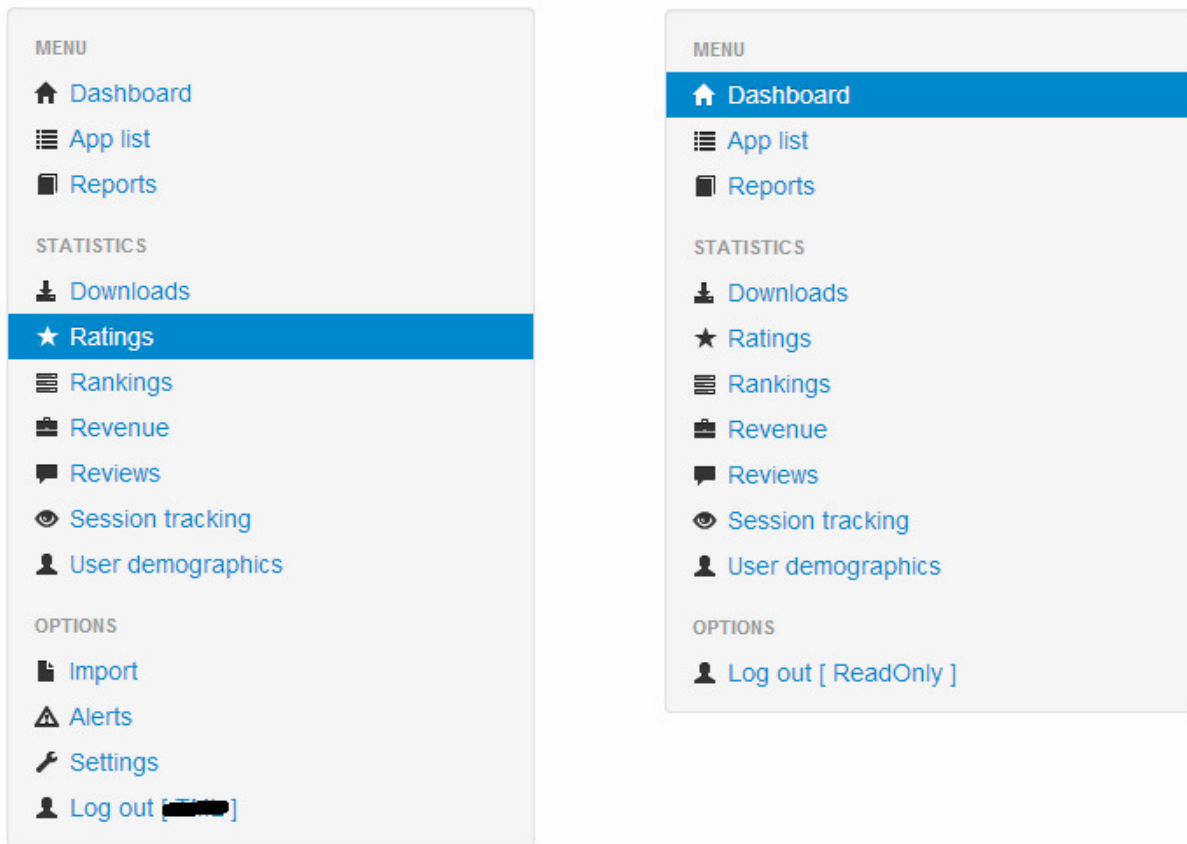 MENU
Dashboard
App list
Reports
STATISTICS
Downloads
Ratings
Rankings
Revenue
Reviews
Session tracking
User demographics
OPTIONS
Import
Alerts
Settings
Log out [ ]
MENU
Dashboard
App list
Reports
STATISTICS
Downloads
Ratings
Rankings
Revenue
Reviews
Session tracking
User demographics
OPTIONS
Log out [ ReadOnly ]